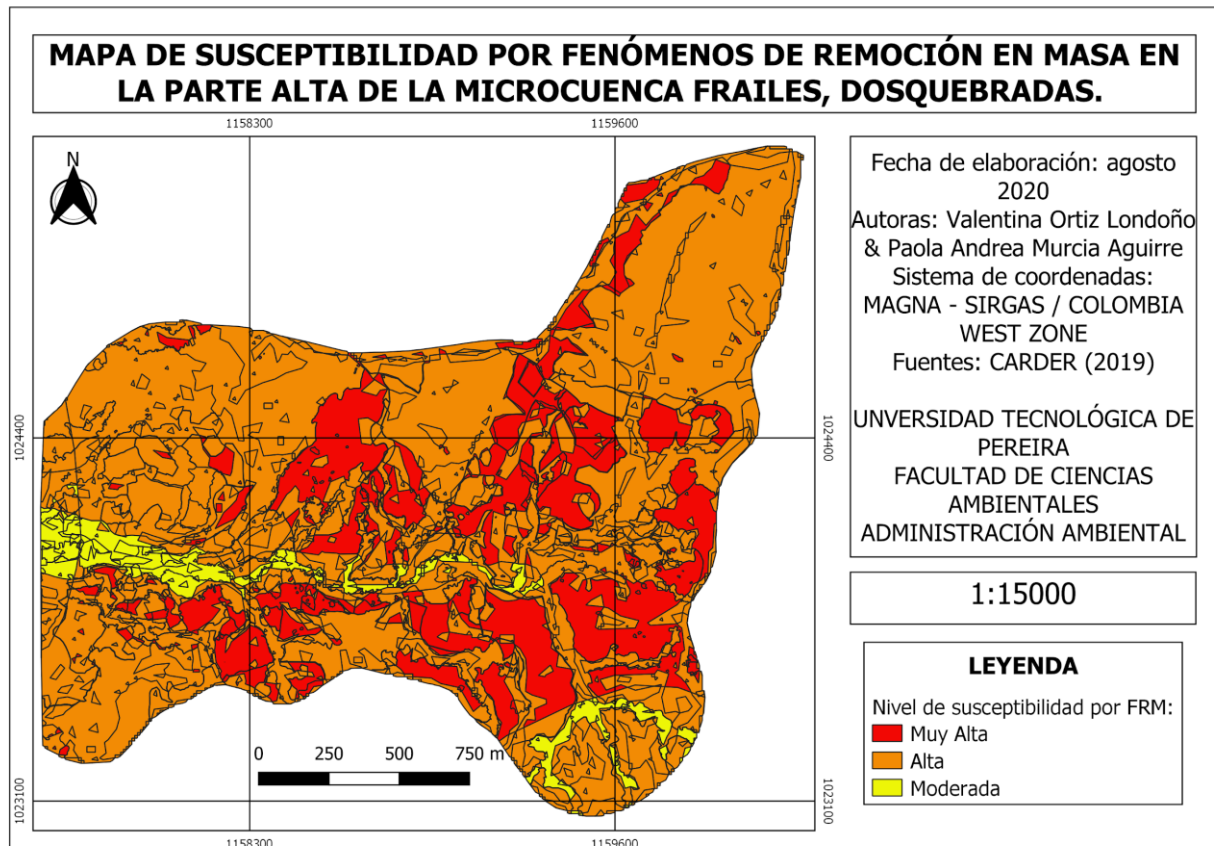 MAPA DE SUSCEPTIBILIDAD POR FENÓMENOS DE REMOCIÓN EN MASA EN
LA PARTE ALTA DE LA MICROCUENCA FRAILES, DOSQUEBRADAS.
1158300
1159600
N
1024400
1024400
1023100
1023100
0 250 500 750 m
1158300
1159600
Fecha de elaboración: agosto
2020
Autoras: Valentina Ortiz Londoño
& Paola Andrea Murcia Aguirre
Sistema de coordenadas:
MAGNA - SIRGAS / COLOMBIA
WEST ZONE
Fuentes: CARDER (2019)
UNVERSIDAD TECNOLÓGICA DE
PEREIRA
FACULTAD DE CIENCIAS
AMBIENTALES
ADMINISTRACIÓN AMBIENTAL
1:15000
LEYENDA
Nivel de susceptibilidad por FRM:
Muy Alta
Alta
Moderada